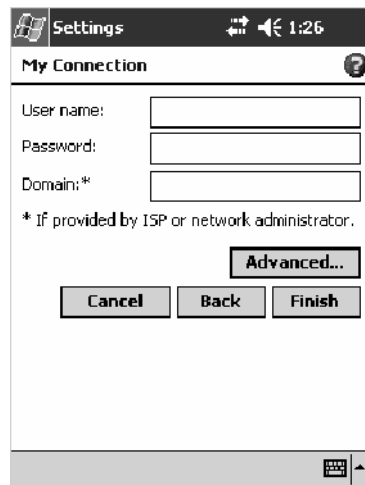 Settings 1:26
My Connection ?
User name:
Password:
Domain:*
* If provided by ISP or network administrator.
Advanced...
Cancel Back Finish